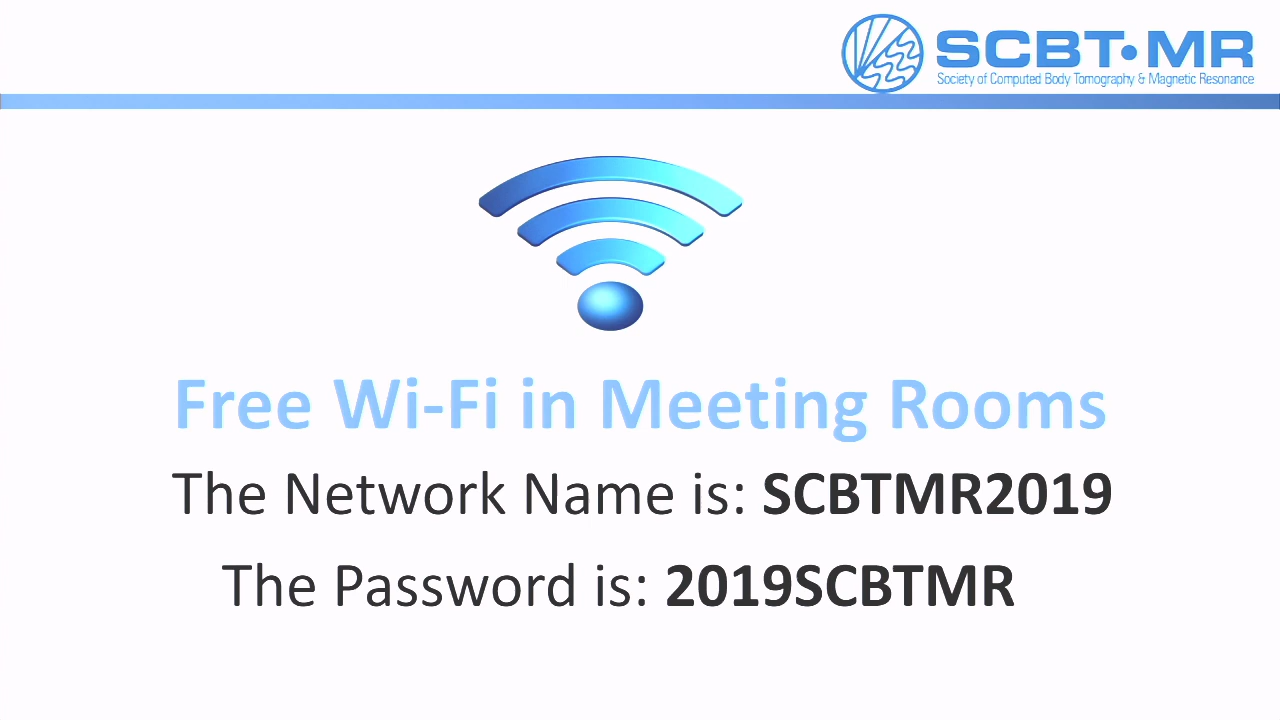 SCBT•MR
Society of Computed Body Tomography & Magnetic Resonance
Free Wi-Fi in Meeting Rooms
The Network Name is: SCBTMR2019
The Password is: 2019SCBTMR